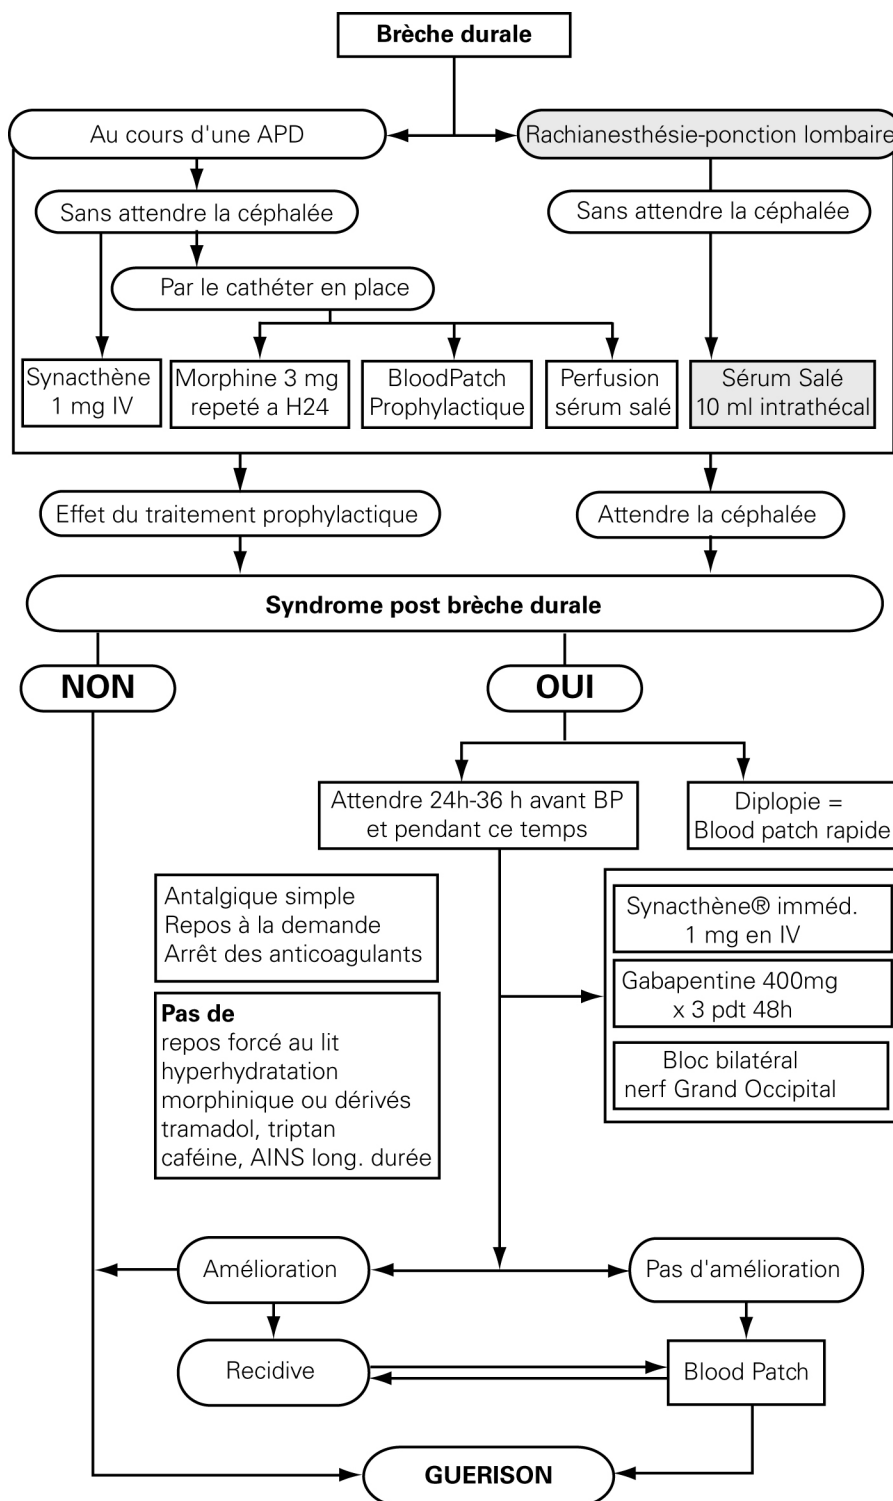 Brèche durale
Au cours d'une APD
Rachianesthésie-ponction lombaire
Sans attendre la céphalée
Sans attendre la céphalée
Par le cathéter en place
Synacthène
1 mg IV
Morphine 3 mg
repeté a H24
BloodPatch
Prophylactique
Perfusion
sérum salé
Sérum Salé
10 ml intrathécal
Effet du traitement prophylactique
Attendre la céphalée
Syndrome post brèche durale
NON
OUI
Attendre 24h-36 h avant BP
et pendant ce temps
Diplopie =
Blood patch rapide
Antalgique simple
Repos à la demande
Arrêt des anticoagulants
Synacthène® imméd.
1 mg en IV
Gabapentine 400mg
x 3 pdt 48h
Bloc bilatéral
nerf Grand Occipital
Pas de
repos forcé au lit
hyperhydratation
morphinique ou dérivés
tramadol, triptan
caféine, AINS long. durée
Amélioration
Pas d'amélioration
Recidive
Blood Patch
GUERISON